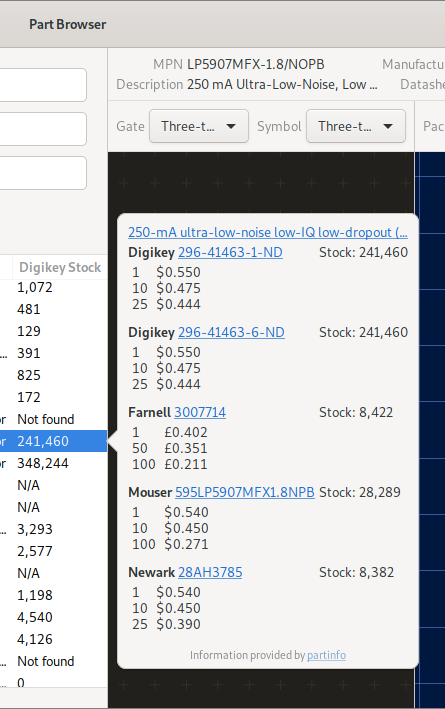 Part Browser
MPN LP5907MFX-1.8/NOPB Manufactu
Description 250 mA Ultra-Low-Noise, Low ... Datashe
Gate Three-t... Symbol Three-t... Pac
Digikey Stock
1,072
481
129
... 391
825
172
or Not found
or 241,460
or 348,244
N/A
N/A
... 3,293
2,577
N/A
1,198
4,540
4,126
... Not found
... 0
250-mA ultra-low-noise low-IQ low-dropout (...
Digikey 296-41463-1-ND Stock: 241,460
1 $0.550
10 $0.475
25 $0.444
Digikey 296-41463-6-ND Stock: 241,460
1 $0.550
10 $0.475
25 $0.444
Farnell 3007714 Stock: 8,422
1 £0.402
50 £0.351
100 £0.211
Mouser 595LP5907MFX1.8NPB Stock: 28,289
1 $0.540
10 $0.450
100 $0.271
Newark 28AH3785 Stock: 8,382
1 $0.540
10 $0.450
25 $0.390
Information provided by partinfo